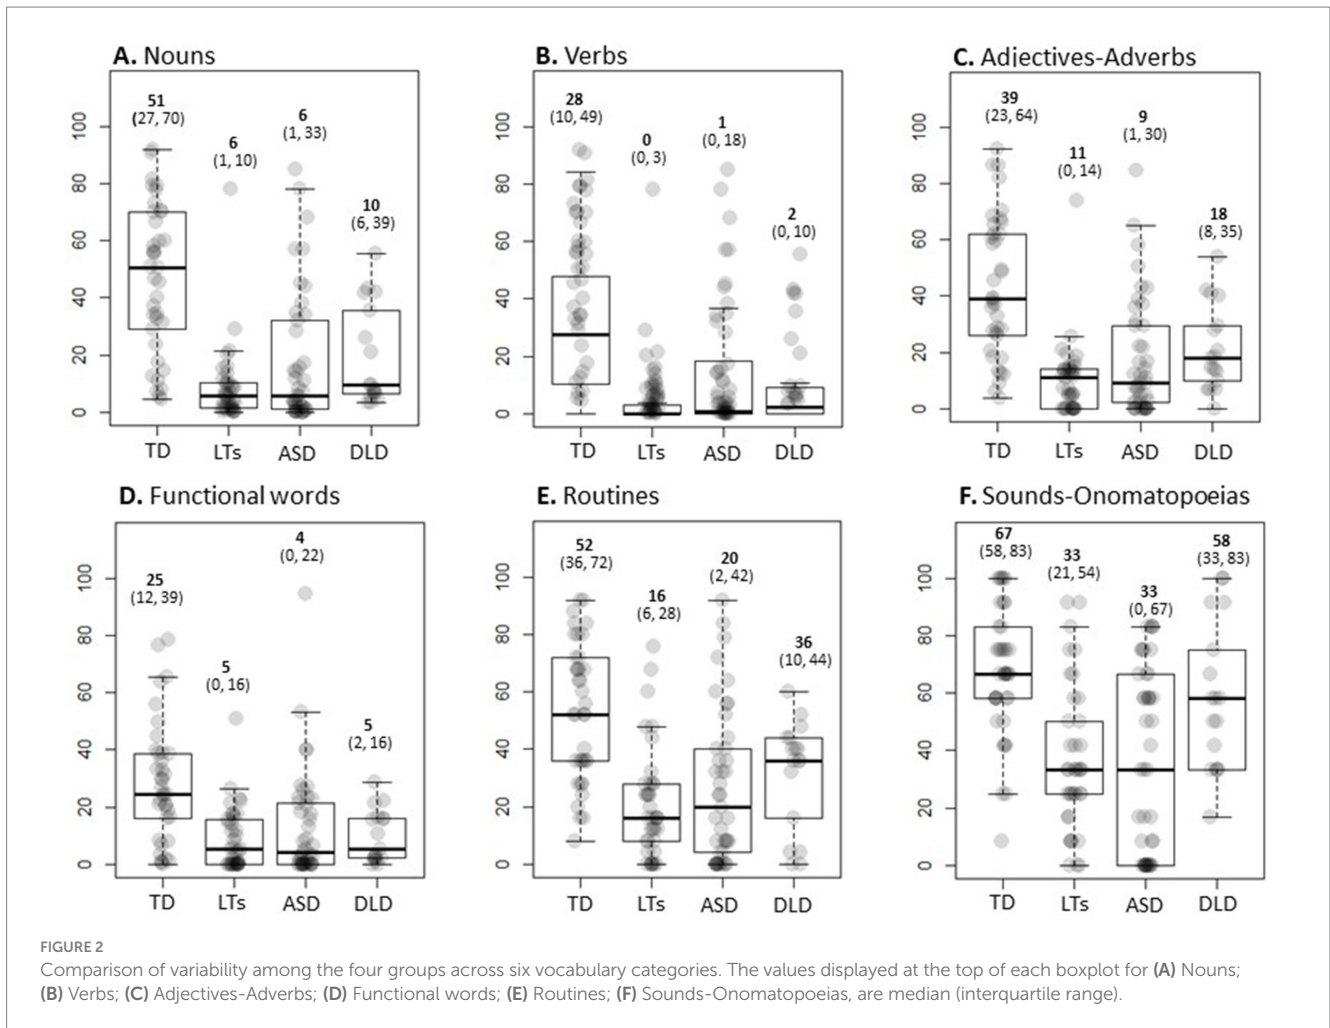 A. Nouns
51
(27, 70)
6
(1, 10)
6
(1, 33)
10
(6, 39)
100
80
60
40
20
0
TD
LTs
ASD
DLD
B. Verbs
28
(10, 49)
0
(0, 3)
1
(0, 18)
2
(0, 10)
100
80
60
40
20
0
TD
LTs
ASD
DLD
C. Adjectives-Adverbs
39
(23, 64)
11
(0, 14)
9
(1, 30)
18
(8, 35)
100
80
60
40
20
0
TD
LTs
ASD
DLD
D. Functional words
25
(12, 39)
5
(0, 16)
4
(0, 22)
5
(2, 16)
100
80
60
40
20
0
TD
LTs
ASD
DLD
E. Routines
52
(36, 72)
16
(6, 28)
20
(2, 42)
36
(10, 44)
100
80
60
40
20
0
TD
LTs
ASD
DLD
F. Sounds-Onomatopoeias
67
(58, 83)
33
(21, 54)
33
(0, 67)
58
(33, 83)
100
80
60
40
20
0
TD
LTs
ASD
DLD
FIGURE 2
Comparison of variability among the four groups across six vocabulary categories. The values displayed at the top of each boxplot for (A) Nouns;
(B) Verbs; (C) Adjectives-Adverbs; (D) Functional words; (E) Routines; (F) Sounds-Onomatopoeias, are median (interquartile range).